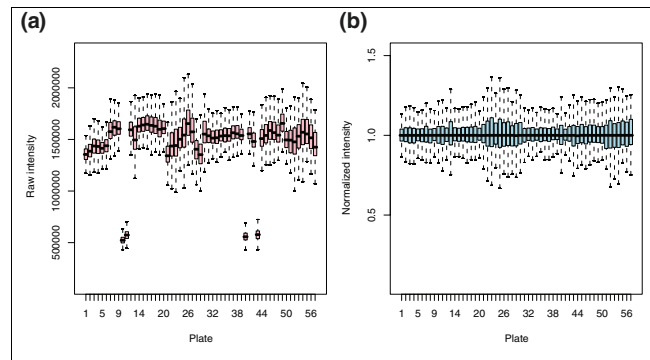 (a)
Raw intensity
2000000
1500000
1000000
500000
1 5 9 14 20 26 32 38 44 50 56
Plate
(b)
Normalized intensity
1.5
1.0
0.5
1 5 9 14 20 26 32 38 44 50 56
Plate